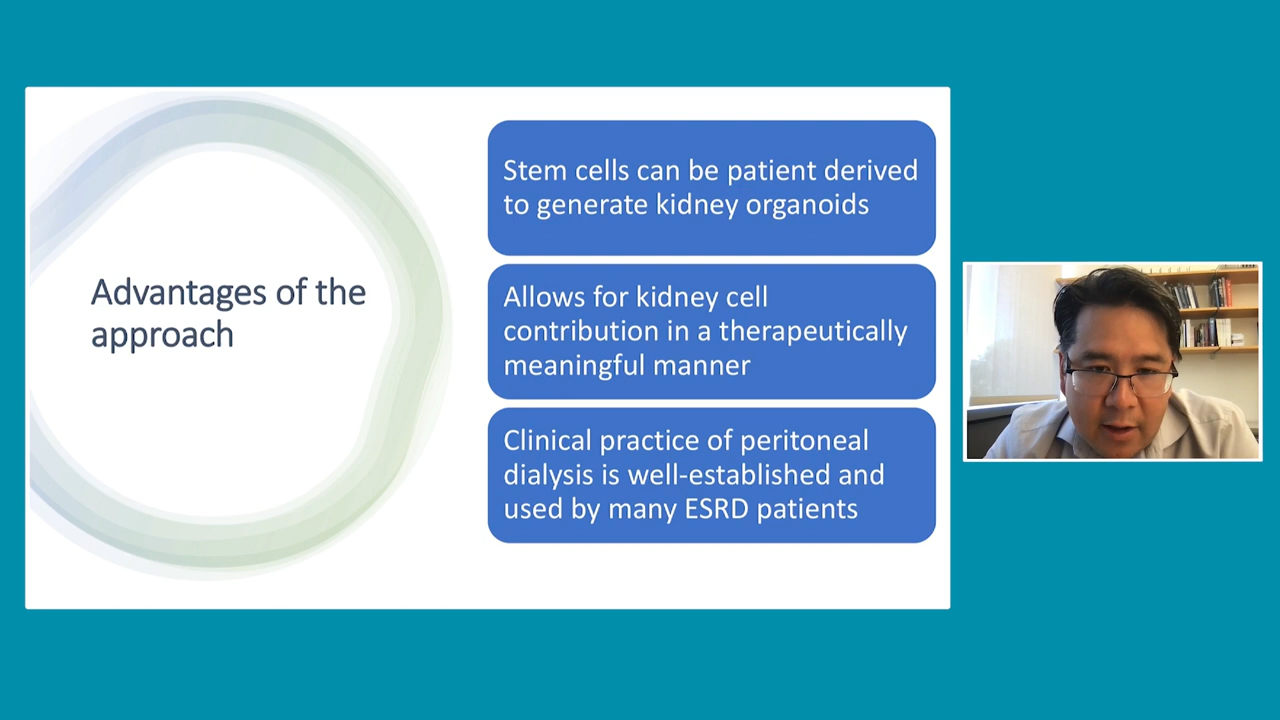 Advantages of the
approach
Stem cells can be patient derived
to generate kidney organoids
Allows for kidney cell
contribution in a therapeutically
meaningful manner
Clinical practice of peritoneal
dialysis is well-established and
used by many ESRD patients